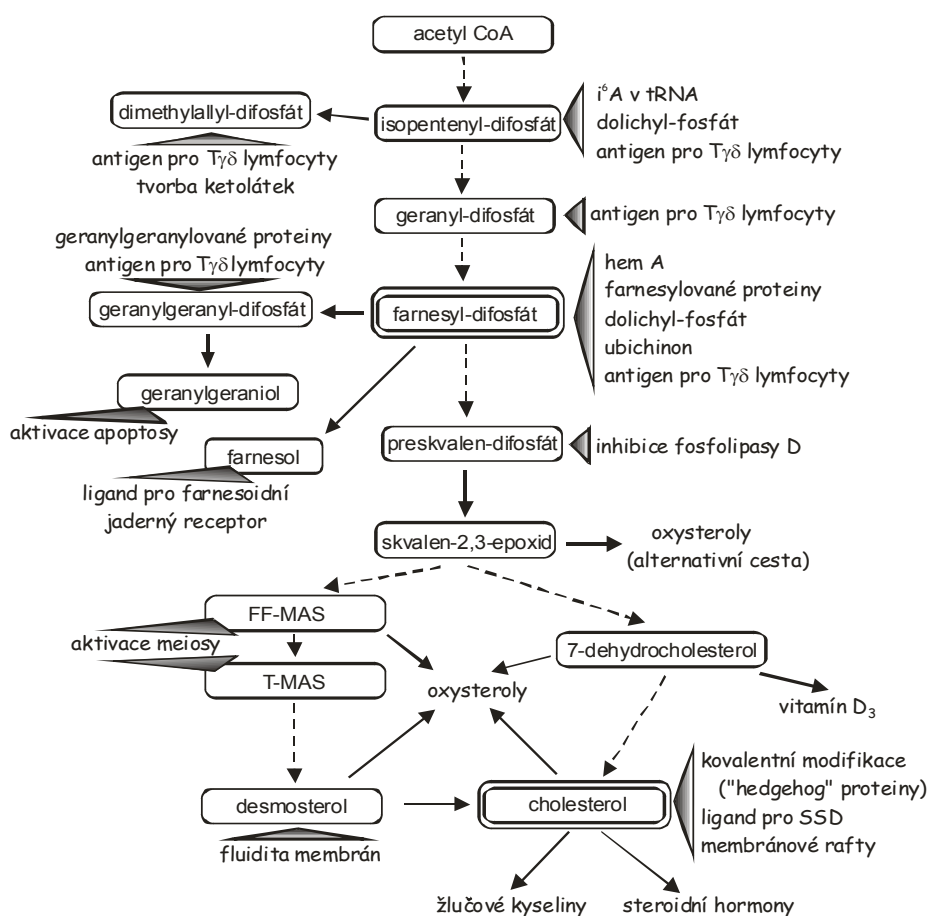 acetyl CoA
dimethylallyl-difosfát
isopentenyl-difosfát
i⁶A v tRNA
dolichyl-fosfát
antigen pro Tγδ lymfocyty
antigen pro Tγδ lymfocyty
tvorba ketolátek
geranyl-difosfát
antigen pro Tγδ lymfocyty
geranylgeranylované proteiny
antigen pro Tγδ lymfocyty
geranylgeranyl-difosfát
farnesyl-difosfát
hem A
farnesylované proteiny
dolichyl-fosfát
ubichinon
antigen pro Tγδ lymfocyty
geranylgeraniol
aktivace apoptosy
farnesol
ligand pro farnesoidní
jaderný receptor
preskvalen-difosfát
inhibice fosfolipasy D
skvalen-2,3-epoxid
oxysteroly
(alternativní cesta)
FF-MAS
aktivace meiosy
T-MAS
oxysteroly
7-dehydrocholesterol
vitamín D₃
desmosterol
fluidita membrán
cholesterol
kovalentní modifikace
("hedgehog" proteiny)
ligand pro SSD
membránové rafty
žlučové kyseliny
steroidní hormony